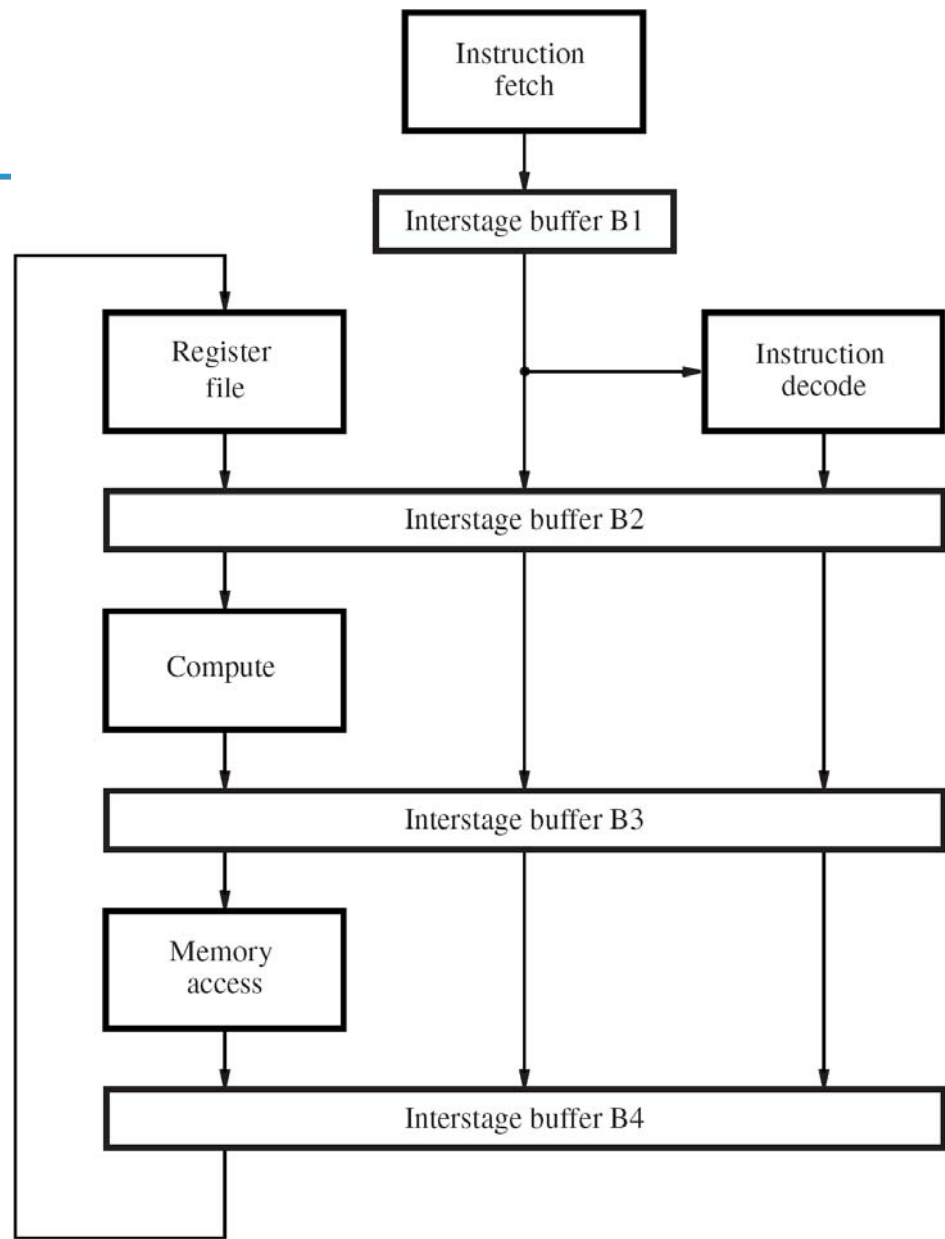 Instruction
fetch
Interstage buffer B1
Register
file
Instruction
decode
Interstage buffer B2
Compute
Interstage buffer B3
Memory
access
Interstage buffer B4